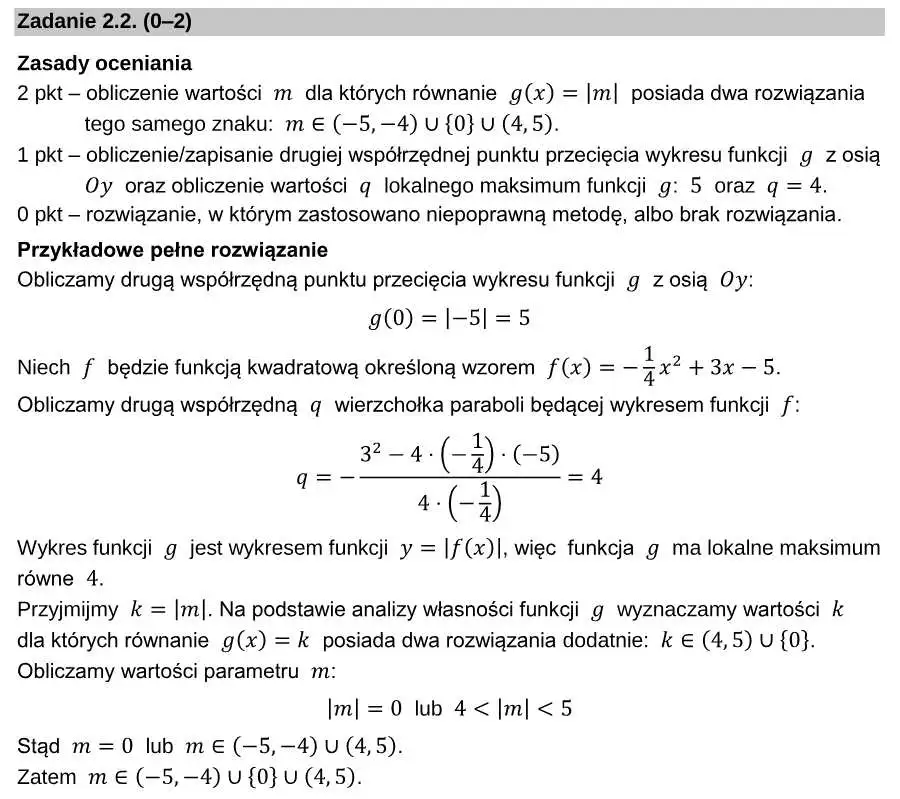 Zadanie 2.2. (0–2)
Zasady oceniania
2 pkt – obliczenie wartości m dla których równanie g(x) = |m| posiada dwa rozwiązania
tego samego znaku: m ∈ (−5, −4) ∪ {0} ∪ (4, 5).
1 pkt – obliczenie/zapisanie drugiej współrzędnej punktu przecięcia wykresu funkcji g z osią
Oy oraz obliczenie wartości q lokalnego maksimum funkcji g: 5 oraz q = 4.
0 pkt – rozwiązanie, w którym zastosowano niepoprawną metodę, albo brak rozwiązania.
Przykładowe pełne rozwiązanie
Obliczamy drugą współrzędną punktu przecięcia wykresu funkcji g z osią Oy:
g(0) = |−5| = 5
Niech f będzie funkcją kwadratową określoną wzorem f(x) = −1/4 x² + 3x − 5.
Obliczamy drugą współrzędną q wierzchołka paraboli będącej wykresem funkcji f:
q = − (3² − 4 · (−1/4) · (−5)) / (4 · (−1/4)) = 4
Wykres funkcji g jest wykresem funkcji y = |f(x)|, więc funkcja g ma lokalne maksimum
równe 4.
Przyjmijmy k = |m|. Na podstawie analizy własności funkcji g wyznaczamy wartości k
dla których równanie g(x) = k posiada dwa rozwiązania dodatnie: k ∈ (4, 5) ∪ {0}.
Obliczamy wartości parametru m:
|m| = 0 lub 4 < |m| < 5
Stąd m = 0 lub m ∈ (−5, −4) ∪ (4, 5).
Zatem m ∈ (−5, −4) ∪ {0} ∪ (4, 5).